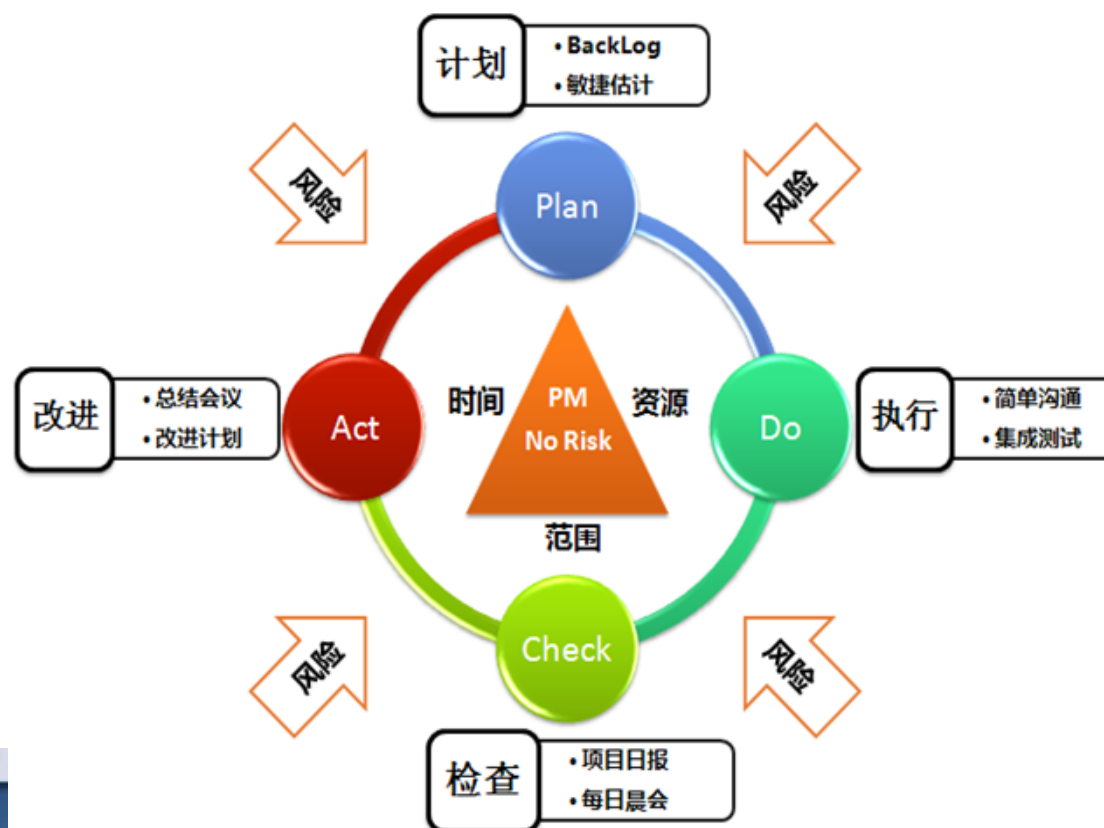 计划
• BackLog
• 敏捷估计
风险
风险
Plan
改进
• 总结会议
• 改进计划
Act
时间
PM
No Risk
资源
Do
执行
• 简单沟通
• 集成测试
范围
Check
风险
风险
检查
• 项目日报
• 每日晨会